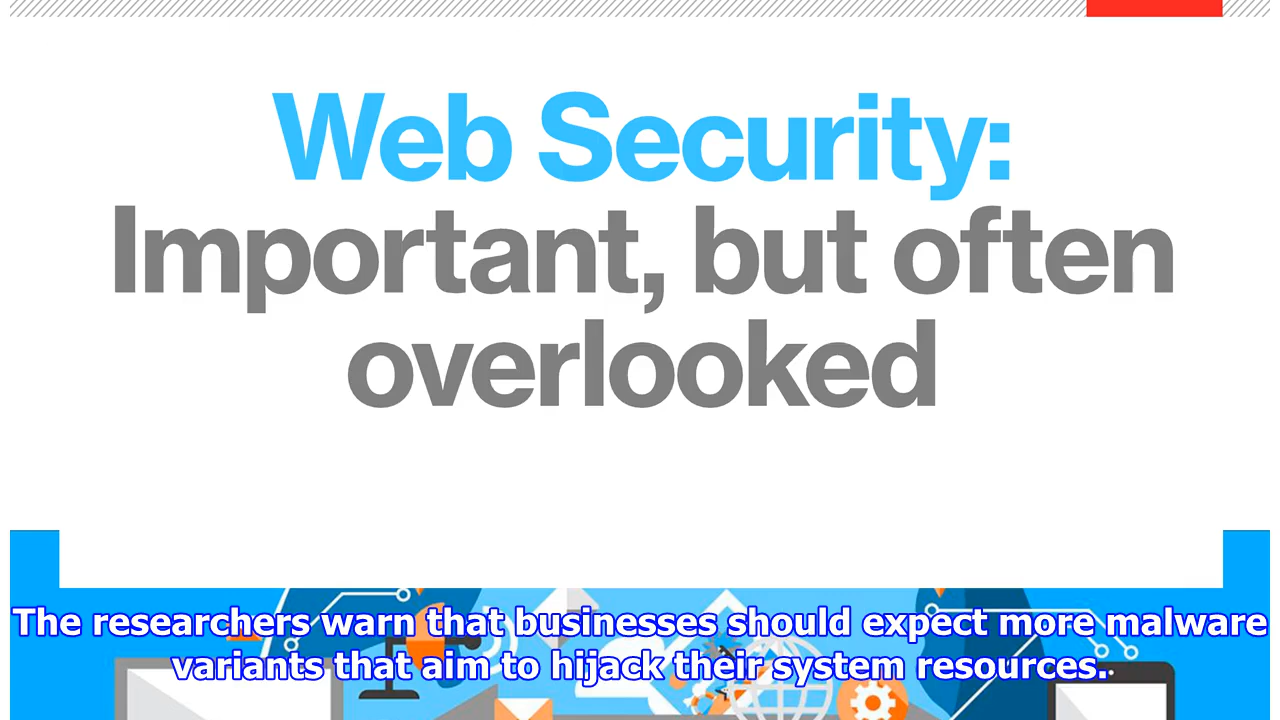 Web Security:
Important, but often
overlooked
The researchers warn that businesses should expect more malware
variants that aim to hijack their system resources.